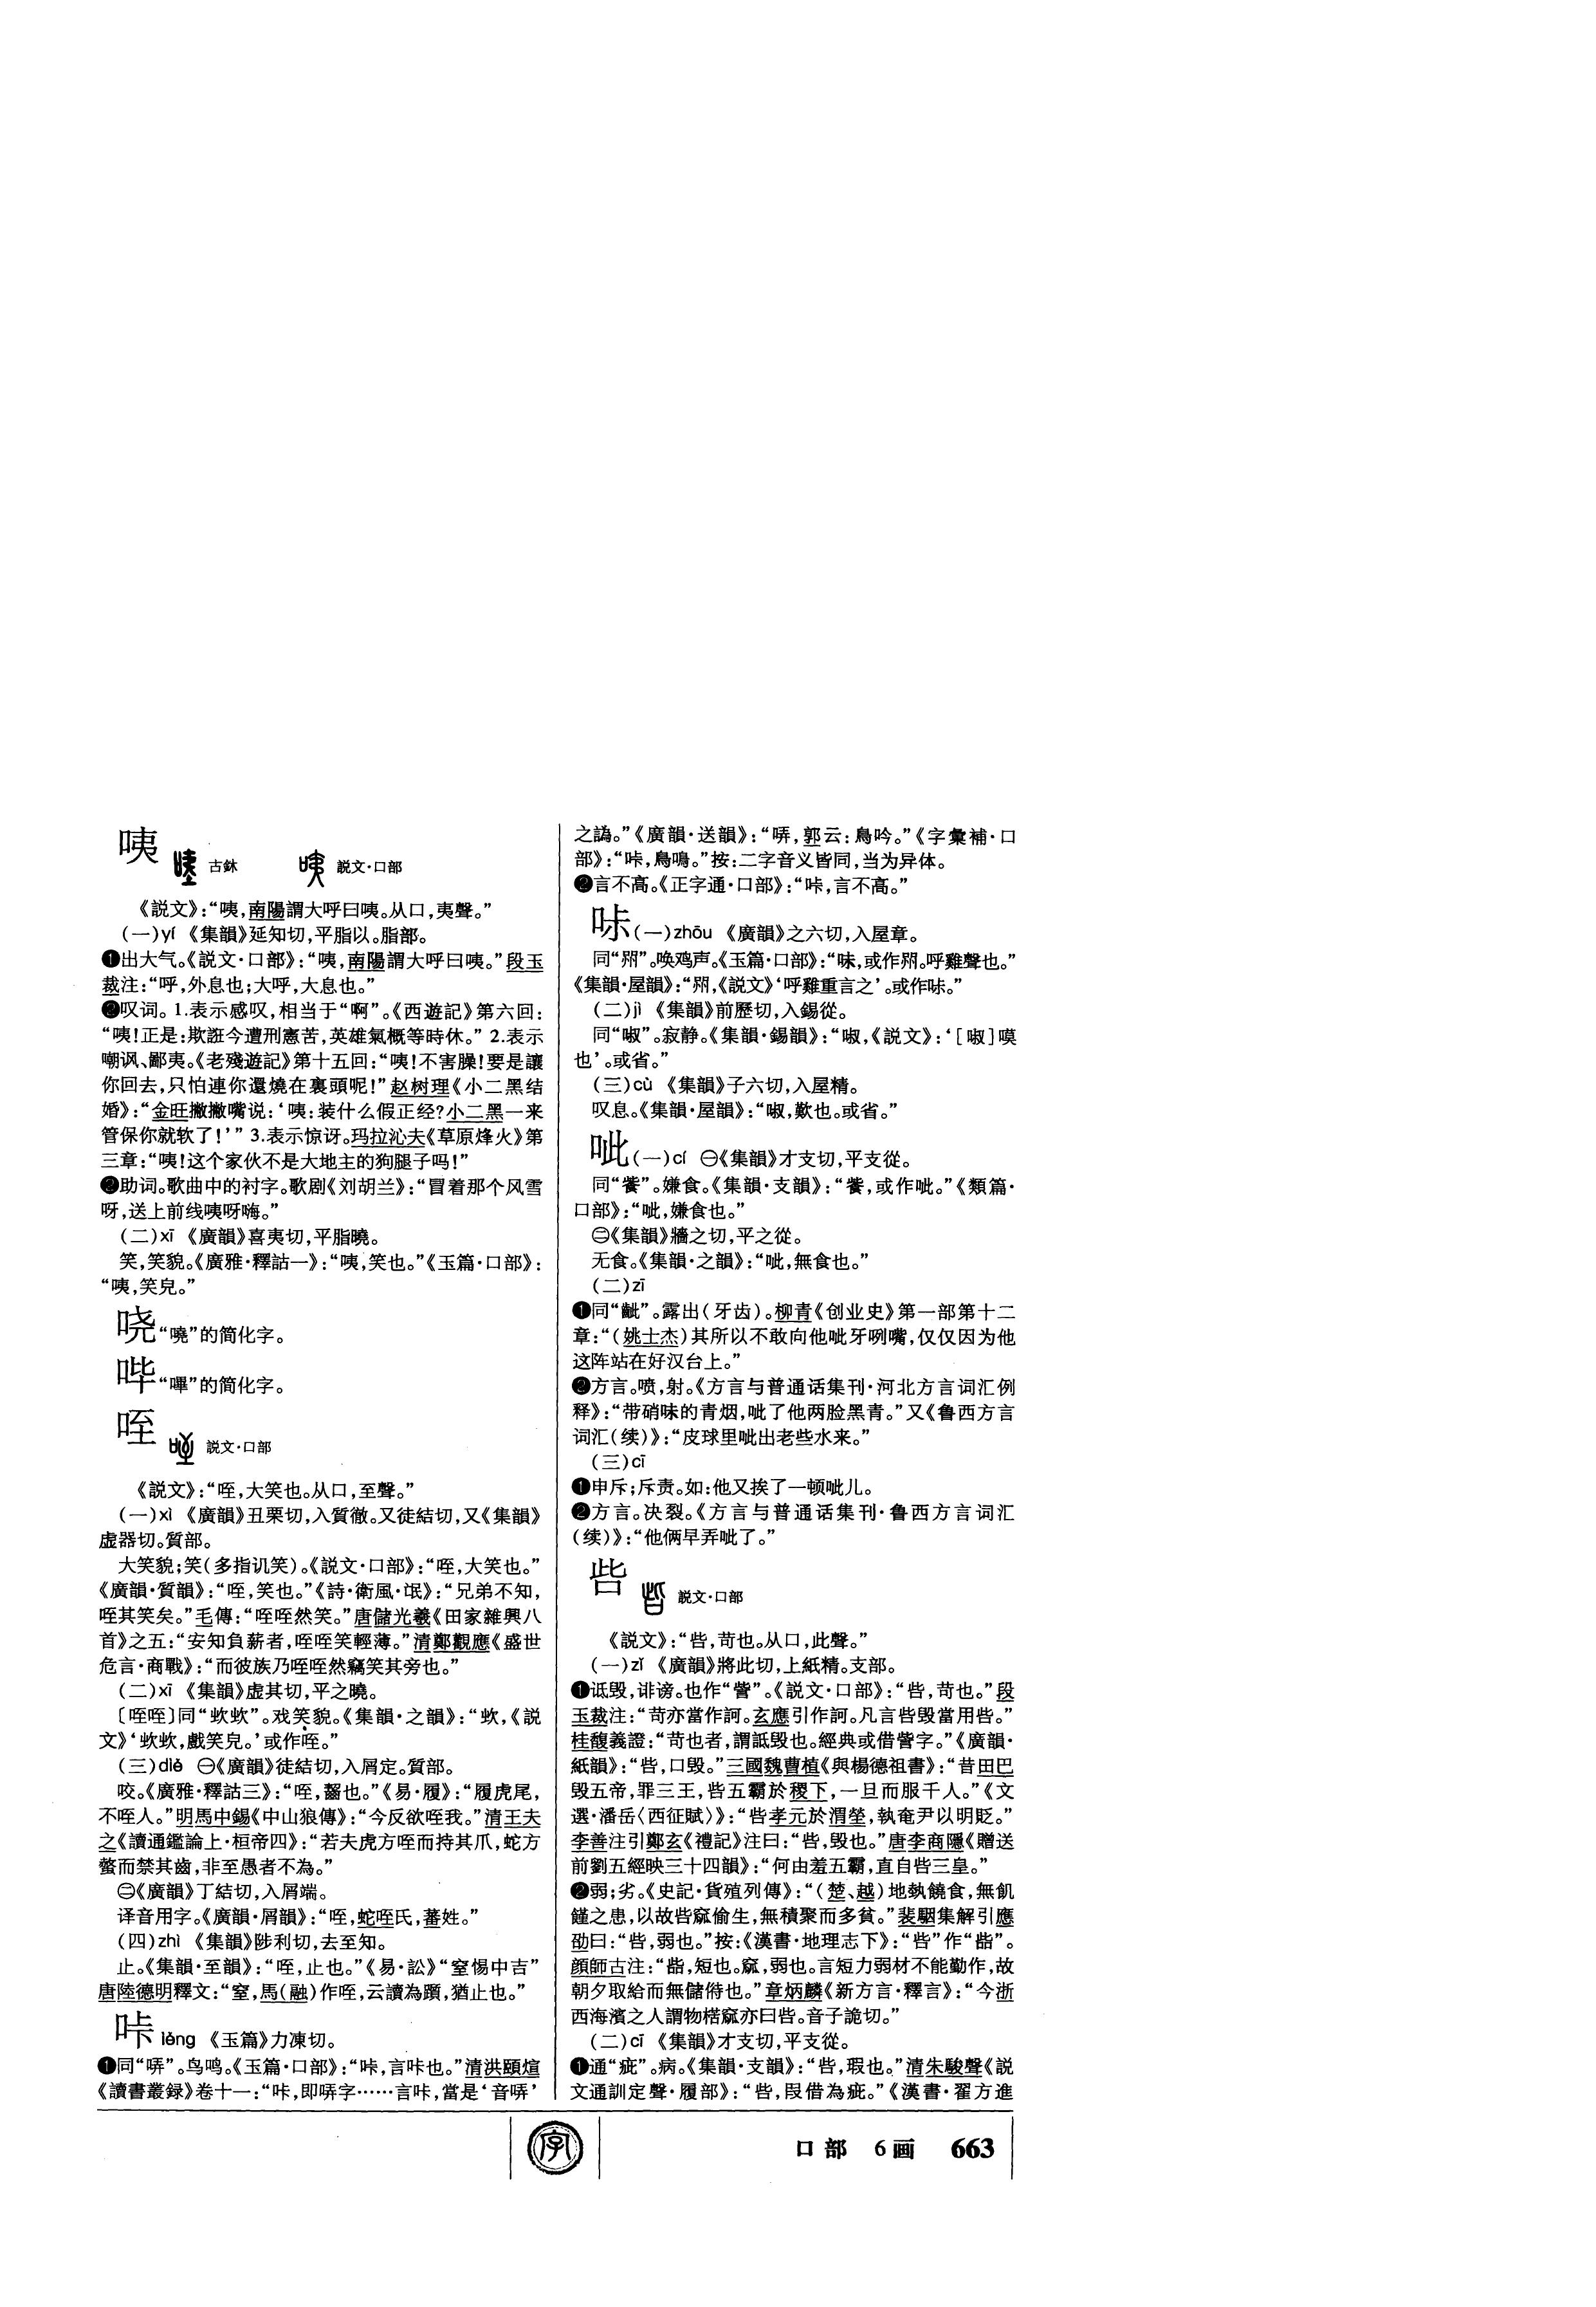 咦 古鉥 説文·口部
《説文》：“咦，南陽謂大呼曰咦。从口，夷聲。”
（一）yí 《集韻》延知切，平脂以。脂部。
❶出大气。《説文·口部》：“咦，南陽謂大呼曰咦。”段玉
裁注：“呼，外息也；大呼，大息也。”
❷叹词。1.表示感叹，相当于“啊”。《西遊記》第六回：
“咦！正是：欺誑今遭刑憲苦，英雄氣概等時休。” 2.表示
嘲讽、鄙夷。《老殘遊記》第十五回：“咦！不害臊！要是讓
你回去，只怕連你還燒在裏頭呢！”赵树理《小二黑结
婚》：“金旺撇撇嘴说：‘咦：装什么假正经？小二黑一来
管保你就软了！’” 3.表示惊讶。玛拉沁夫《草原烽火》第
三章：“咦！这个家伙不是大地主的狗腿子吗！”
❸助词。歌曲中的衬字。歌剧《刘胡兰》：“冒着那个风雪
呀，送上前线咦呀嗨。”
（二）xī 《廣韻》喜夷切，平脂曉。
笑，笑貌。《廣雅·釋詁一》：“咦，笑也。”《玉篇·口部》：
“咦，笑皃。”
哓“嘵”的简化字。
哔“嗶”的简化字。
咥 説文·口部
《説文》：“咥，大笑也。从口，至聲。”
（一）xì 《廣韻》丑栗切，入質徹。又徒結切，又《集韻》
虚器切。質部。
大笑貌；笑（多指讥笑）。《説文·口部》：“咥，大笑也。”
《廣韻·質韻》：“咥，笑也。”《詩·衛風·氓》：“兄弟不知，
咥其笑矣。”毛傳：“咥咥然笑。”唐儲光羲《田家雜興八
首》之五：“安知負薪者，咥咥笑輕薄。”清鄭觀應《盛世
危言·商戰》：“而彼族乃咥咥然竊笑其旁也。”
（二）xī 《集韻》虚其切，平之曉。
〔咥咥〕同“㰞㰞”。戏笑貌。《集韻·之韻》：“㰞，《説
文》‘㰞㰞，戲笑皃。’或作咥。”
（三）dié ㊀《廣韻》徒結切，入屑定。質部。
咬。《廣雅·釋詁三》：“咥，齧也。”《易·履》：“履虎尾，
不咥人。”明馬中錫《中山狼傳》：“今反欲咥我。”清王夫
之《讀通鑑論上·桓帝四》：“若夫虎方咥而持其爪，蛇方
螫而禁其齒，非至愚者不為。”
㊁《廣韻》丁結切，入屑端。
译音用字。《廣韻·屑韻》：“咥，蛇咥氏，蕃姓。”
（四）zhì 《集韻》陟利切，去至知。
止。《集韻·至韻》：“咥，止也。”《易·訟》“窒惕中吉”
唐陸德明釋文：“窒，馬（融）作咥，云讀為躓，猶止也。”
咔 lòng 《玉篇》力凍切。
❶同“哢”。鸟鸣。《玉篇·口部》：“咔，言咔也。”清洪頤煊
《讀書叢録》卷十一：“咔，即哢字……言咔，當是‘音哢’
之譌。”《廣韻·送韻》：“哢，郭云：鳥吟。”《字彙補·口
部》：“咔，鳥鳴。”按：二字音义皆同，当为异体。
❷言不高。《正字通·口部》：“咔，言不高。”
㖠（一）zhōu 《廣韻》之六切，入屋章。
同“喌”。唤鸡声。《玉篇·口部》：“㖠，或作喌。呼雞聲也。”
《集韻·屋韻》：“喌，《説文》‘呼雞重言之’。或作㖠。”
（二）jì 《集韻》前歷切，入錫從。
同“㗱”。寂静。《集韻·錫韻》：“㗱，《説文》：‘［㗱］嘆
也’。或省。”
（三）cù 《集韻》子六切，入屋精。
叹息。《集韻·屋韻》：“㗱，歎也。或省。”
呲（一）cí ㊀《集韻》才支切，平支從。
同“飺”。嫌食。《集韻·支韻》：“飺，或作呲。”《類篇·
口部》：“呲，嫌食也。”
㊁《集韻》牆之切，平之從。
无食。《集韻·之韻》：“呲，無食也。”
（二）zī
❶同“齜”。露出（牙齿）。柳青《创业史》第一部第十二
章：“（姚士杰）其所以不敢向他呲牙咧嘴，仅仅因为他
这阵站在好汉台上。”
❷方言。喷，射。《方言与普通话集刊·河北方言词汇例
释》：“带硝味的青烟，呲了他两脸黑青。”又《鲁西方言
词汇（续）》：“皮球里呲出老些水来。”
（三）cī
❶申斥；斥责。如：他又挨了一顿呲儿。
❷方言。决裂。《方言与普通话集刊·鲁西方言词汇
（续）》：“他俩早弄呲了。”
呰 説文·口部
《説文》：“呰，苛也。从口，此聲。”
（一）zǐ 《廣韻》將此切，上紙精。支部。
❶诋毁，诽谤。也作“訾”。《説文·口部》：“呰，苛也。”段
玉裁注：“苛亦當作訶。玄應引作訶。凡言呰毁當用呰。”
桂馥義證：“苛也者，謂詆毁也。經典或借訾字。”《廣韻·
紙韻》：“呰，口毁。”三國魏曹植《與楊德祖書》：“昔田巴
毁五帝，罪三王，呰五霸於稷下，一旦而服千人。”《文
選·潘岳〈西征賦〉》：“呰孝元於渭塋，執奄尹以明貶。”
李善注引鄭玄《禮記》注曰：“呰，毁也。”唐李商隱《贈送
前劉五經映三十四韻》：“何由羞五霸，直自呰三皇。”
❷弱；劣。《史記·貨殖列傳》：“（楚、越）地執饒食，無飢
饉之患，以故呰窳偷生，無積聚而多貧。”裴駰集解引應
劭曰：“呰，弱也。”按：《漢書·地理志下》：“呰”作“啙”。
顔師古注：“啙，短也。窳，弱也。言短力弱材不能勤作，故
朝夕取給而無儲偫也。”章炳麟《新方言·釋言》：“今浙
西海濱之人謂物楛窳亦曰呰。音子詭切。”
（二）cī 《集韻》才支切，平支從。
❶通“疵”。病。《集韻·支韻》：“呰，瑕也。”清朱駿聲《説
文通訓定聲·履部》：“呰，叚借為疵。”《漢書·翟方進
字
口部 6画 663